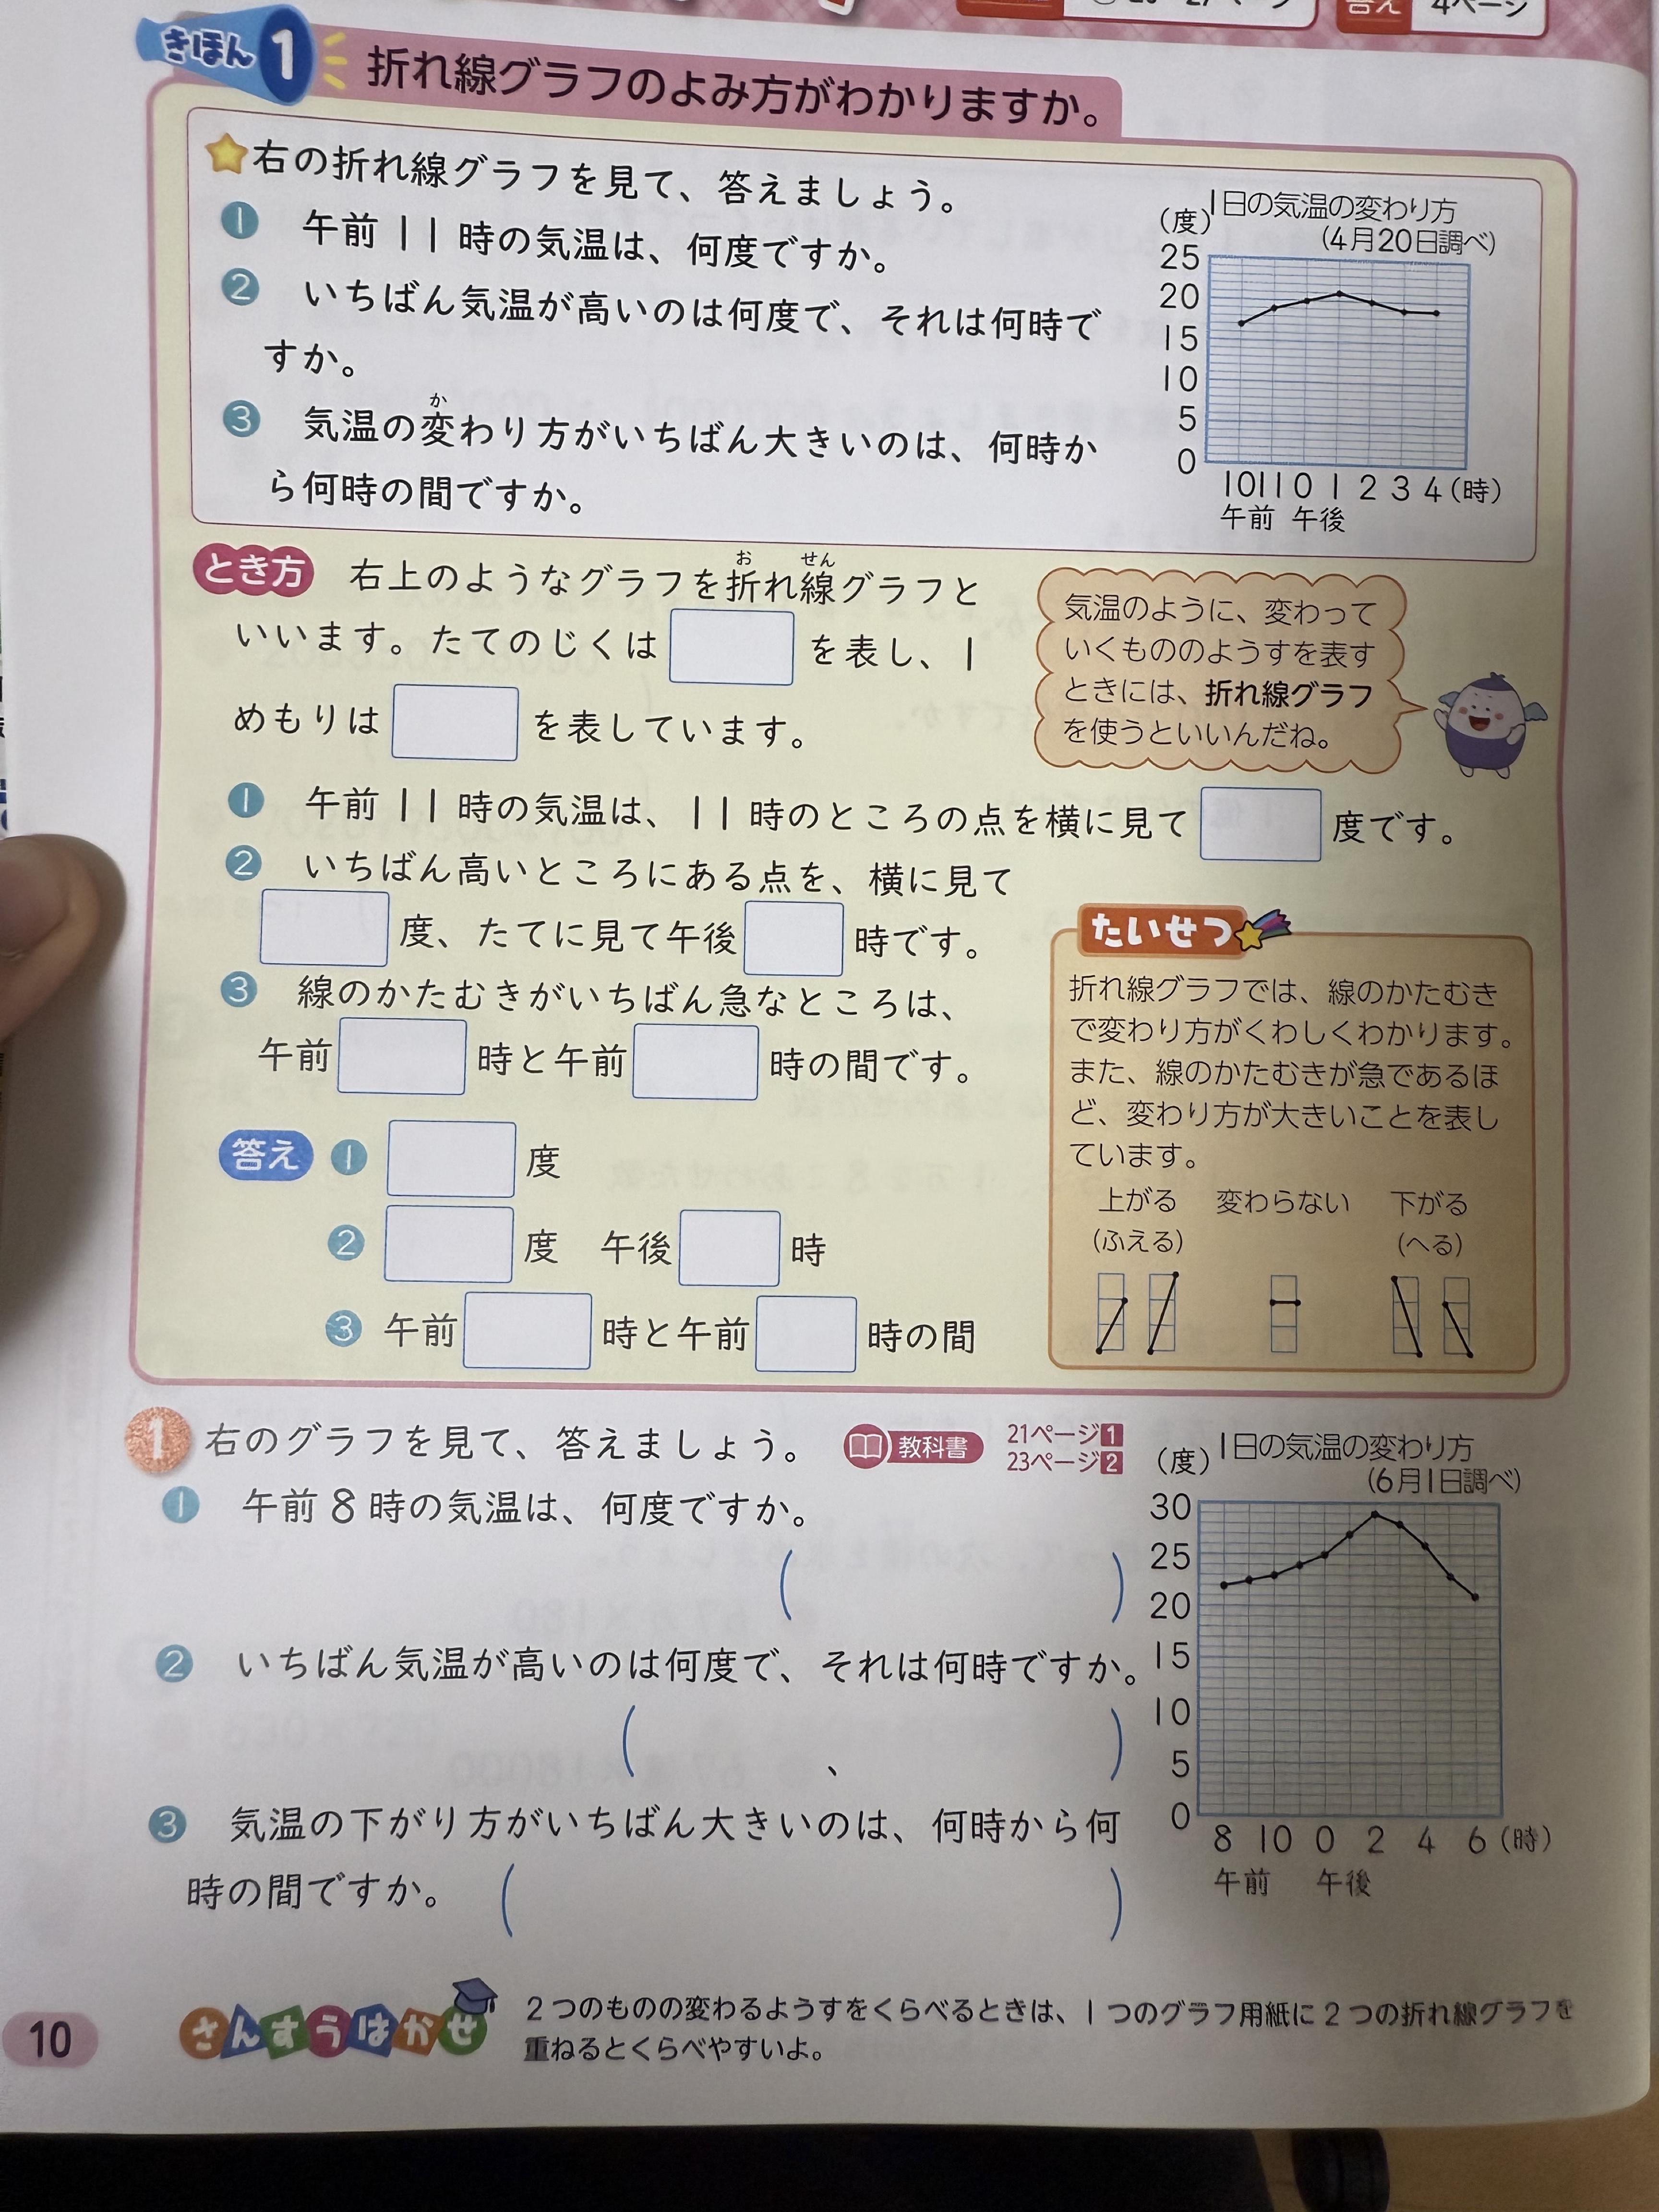 答え 4ページ
きほん 1 折れ線グラフのよみ方がわかりますか。
右の折れ線グラフを見て、答えましょう。
1 午前11時の気温は、何度ですか。
2 いちばん気温が高いのは何度で、それは何時で
すか。
3 気温の変わり方がいちばん大きいのは、何時か
か
ら何時の間ですか。
1日の気温の変わり方
(度)
(4月20日調べ)
25
20
15
10
5
0
10 11 0 1 2 3 4 (時)
午前 午後
とき方 右上のようなグラフを折れ線グラフと
お せん
いいます。たてのじくは を表し、1
めもりは を表しています。
気温のように、変わって
いくもののようすを表す
ときには、折れ線グラフ
を使うといいんだね。
1 午前11時の気温は、11時のところの点を横に見て 度です。
2 いちばん高いところにある点を、横に見て
度、たてに見て午後 時です。
3 線のかたむきがいちばん急なところは、
午前 時と午前 時の間です。
答え 1 度
2 度 午後 時
3 午前 時と午前 時の間
たいせつ
折れ線グラフでは、線のかたむき
で変わり方がくわしくわかります。
また、線のかたむきが急であるほ
ど、変わり方が大きいことを表し
ています。
上がる 変わらない 下がる
(ふえる) (へる)
1 右のグラフを見て、答えましょう。 教科書 21ページ1
23ページ2
1 午前8時の気温は、何度ですか。
( )
2 いちばん気温が高いのは何度で、それは何時ですか。
( 、 )
3 気温の下がり方がいちばん大きいのは、何時から何
時の間ですか。 ( )
1日の気温の変わり方
(度)
(6月1日調べ)
30
25
20
15
10
5
0
8 10 0 2 4 6 (時)
午前 午後
10
さんすうはかせ
2つのものの変わるようすをくらべるときは、1つのグラフ用紙に2つの折れ線グラフを
重ねるとくらべやすいよ。